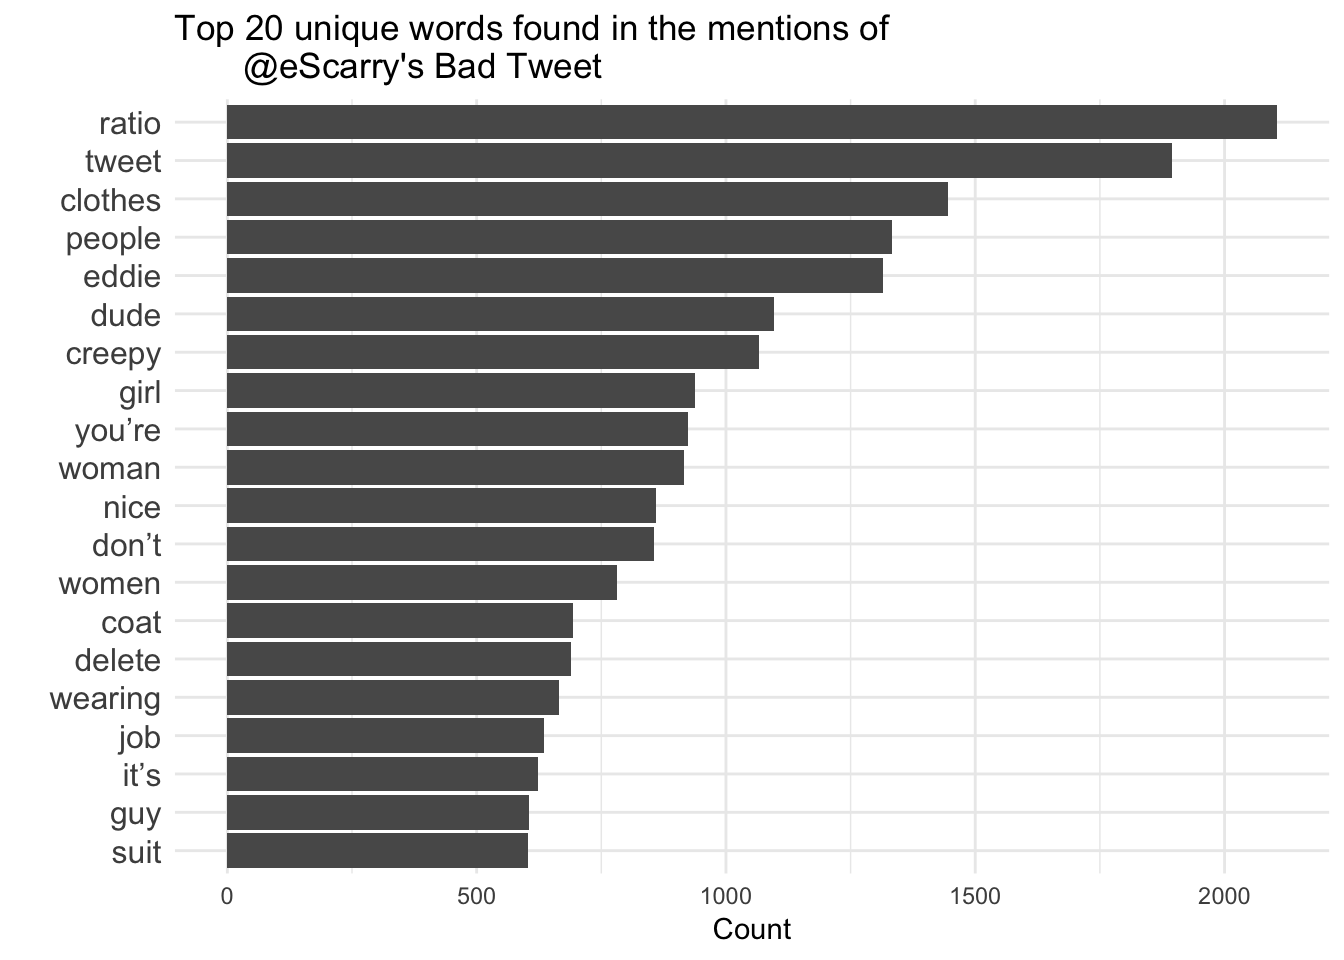 Top 20 unique words found in the mentions of
@eScarry's Bad Tweet
ratio
tweet
clothes
people
eddie
dude
creepy
girl
you’re
woman
nice
don’t
women
coat
delete
wearing
job
it’s
guy
suit
0 500 1000 1500 2000
Count